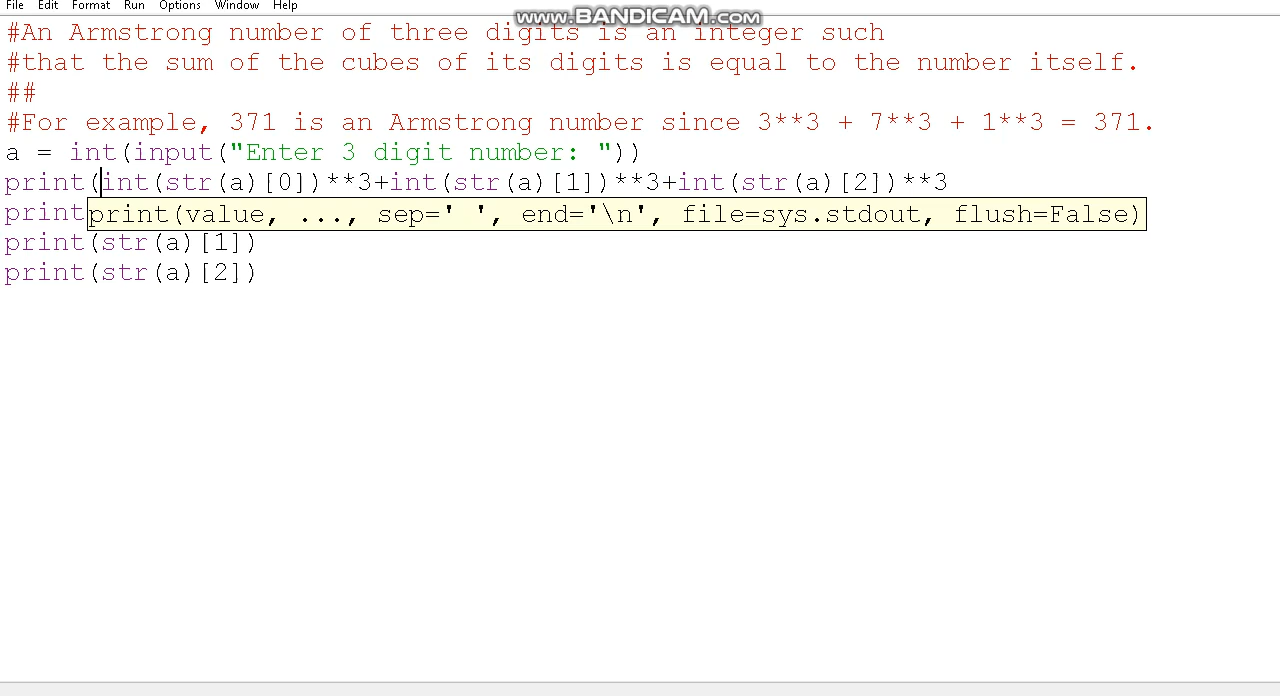 File Edit Format Run Options Window Help
www.BANDICAM.com
#An Armstrong number of three digits is an integer such
#that the sum of the cubes of its digits is equal to the number itself.
##
#For example, 371 is an Armstrong number since 3**3 + 7**3 + 1**3 = 371.
a = int(input("Enter 3 digit number: "))
print(int(str(a)[0])**3+int(str(a)[1])**3+int(str(a)[2])**3
print
print(value, ..., sep=' ', end='\n', file=sys.stdout, flush=False)
print(str(a)[1])
print(str(a)[2])